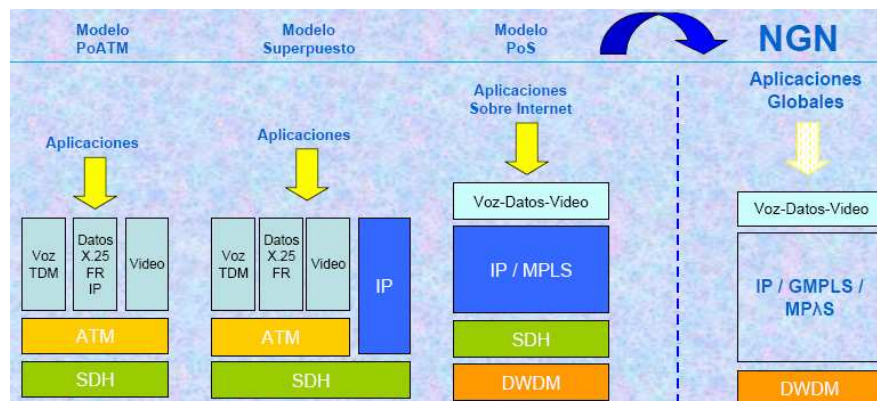 Modelo
PoATM
Modelo
Superpuesto
Modelo
PoS
NGN
Aplicaciones
Aplicaciones
Aplicaciones
Sobre Internet
Aplicaciones
Globales
Voz
TDM
Datos
X.25
FR
IP
Video
ATM
SDH
Voz
TDM
Datos
X.25
FR
Video
IP
ATM
SDH
Voz-Datos-Video
IP / MPLS
SDH
DWDM
Voz-Datos-Video
IP / GMPLS /
MPΛS
DWDM